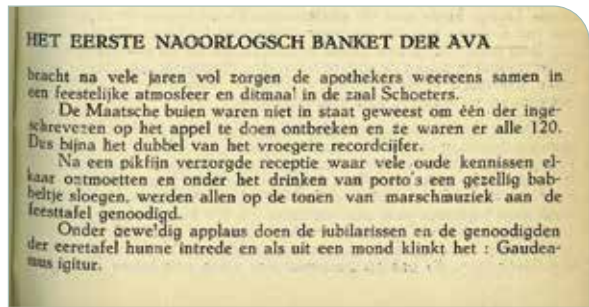 HET EERSTE NAOORLOGSCH BANKET DER AVA
bracht na vele jaren vol zorgen de apothekers weereens samen in
een feestelijke atmosfeer en ditmaal in de zaal Schoeters.
De Maatsche buien waren niet in staat geweest om één der inge-
schrevenen op het appel te doen ontbreken en ze waren er alle 120.
Dus bijna het dubbel van het vroegere recordcijfer.
Na een pikfijn verzorgde receptie waar vele oude kennissen el-
kaar ontmoetten en onder het drinken van porto's een gezellig bab-
beltje sloegen, werden allen op de tonen van marschmuziek aan de
feesttafel genoodigd.
Onder geweldig applaus doen de jubilarissen en de genoodigden
der eeretafel hunne intrede en als uit een mond klinkt het : Gaudea-
mus igitur.